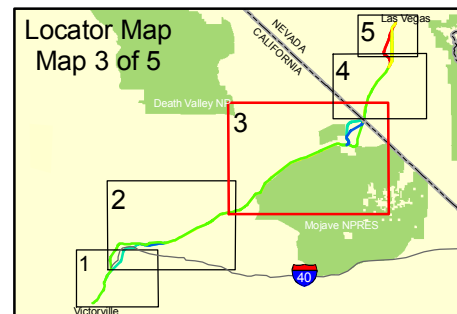 Locator Map
Map 3 of 5
NEVADA
CALIFORNIA
Las Vegas
5
4
Death Valley N
3
2
Mojave NPRES
1
40
Victorville